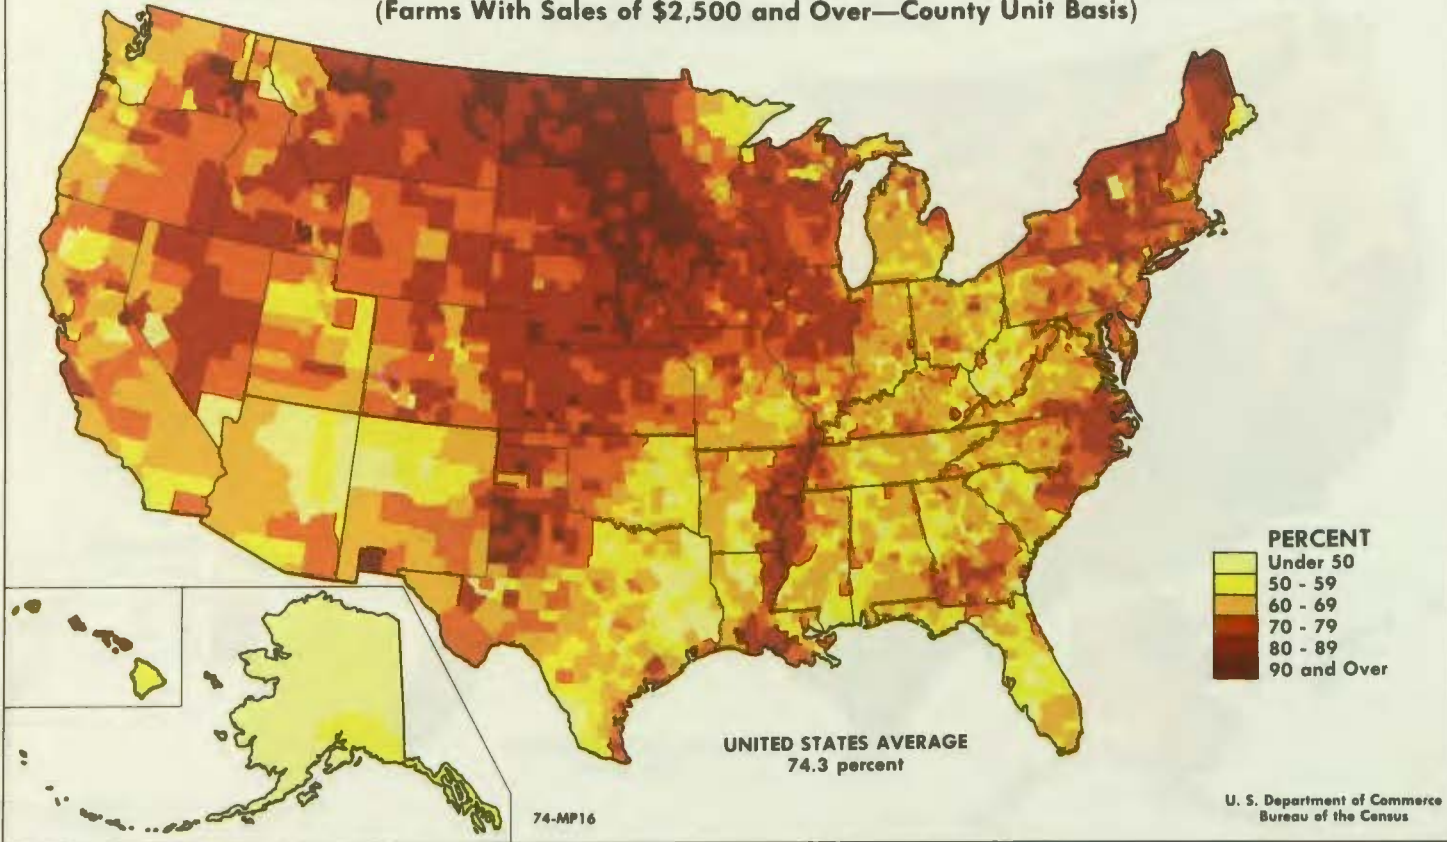 (Farms With Sales of $2,500 and Over—County Unit Basis)
PERCENT
Under 50
50 - 59
60 - 69
70 - 79
80 - 89
90 and Over
UNITED STATES AVERAGE
74.3 percent
74-MP16
U. S. Department of Commerce
Bureau of the Census